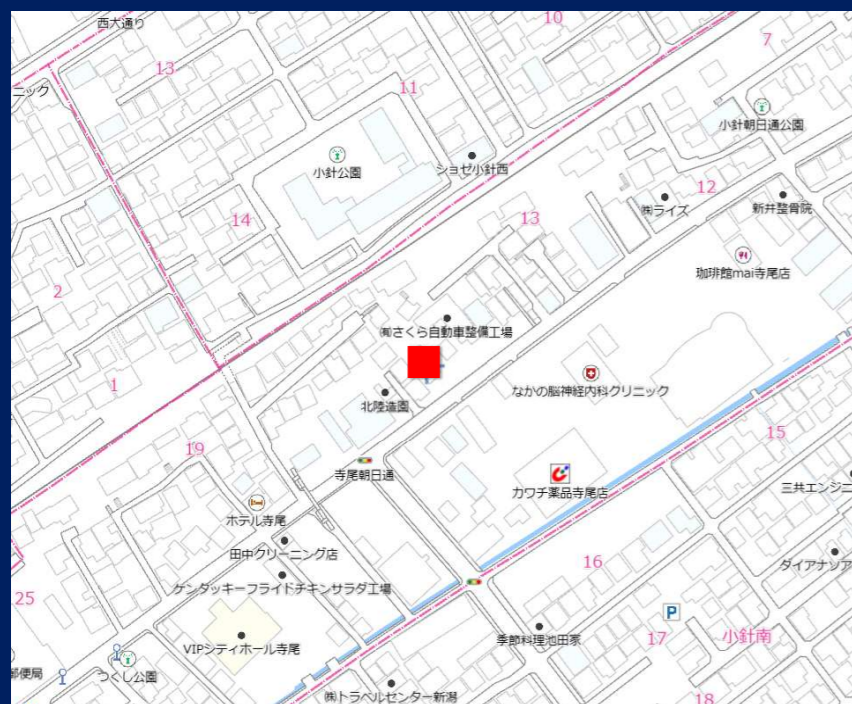 西大通り
10
13
7
ニック
11
小針朝日通公園
小針公園
ショゼ小針西
12
㈱ライズ
新井整骨院
14
13
2
珈琲館mai寺尾店
㈲さくら自動車整備工場
1
なかの脳神経内科クリニック
北陸造園
15
19
寺尾朝日通
カワチ薬品寺尾店
三共エンジニ
ホテル寺尾
田中クリーニング店
16
ダイアナソア
ケンタッキーフライドチキンサラダ工場
25
P
VIPシティホール寺尾
季節料理池田家
17
小針南
郵便局
つくし公園
㈱トラベルセンター新潟
18